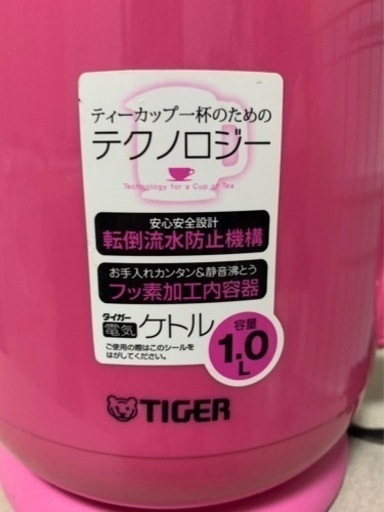 ティーカップ一杯のための
テクノロジー
Technology for a Cup of Tea
安心安全設計
転倒流水防止機構
お手入れカンタン&静音沸とう
フッ素加工内容器
タイガー
電気ケトル
容量
1.0L
ご使用の際はこのシールを
はがしてください。
TIGER